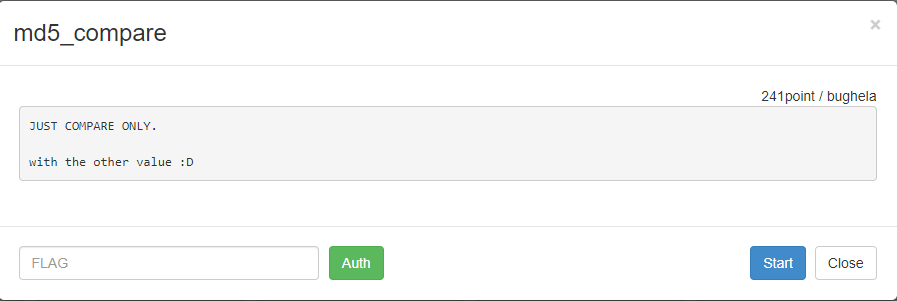 md5_compare
×
241point / bughela
JUST COMPARE ONLY.
with the other value :D
FLAG
Auth
Start
Close